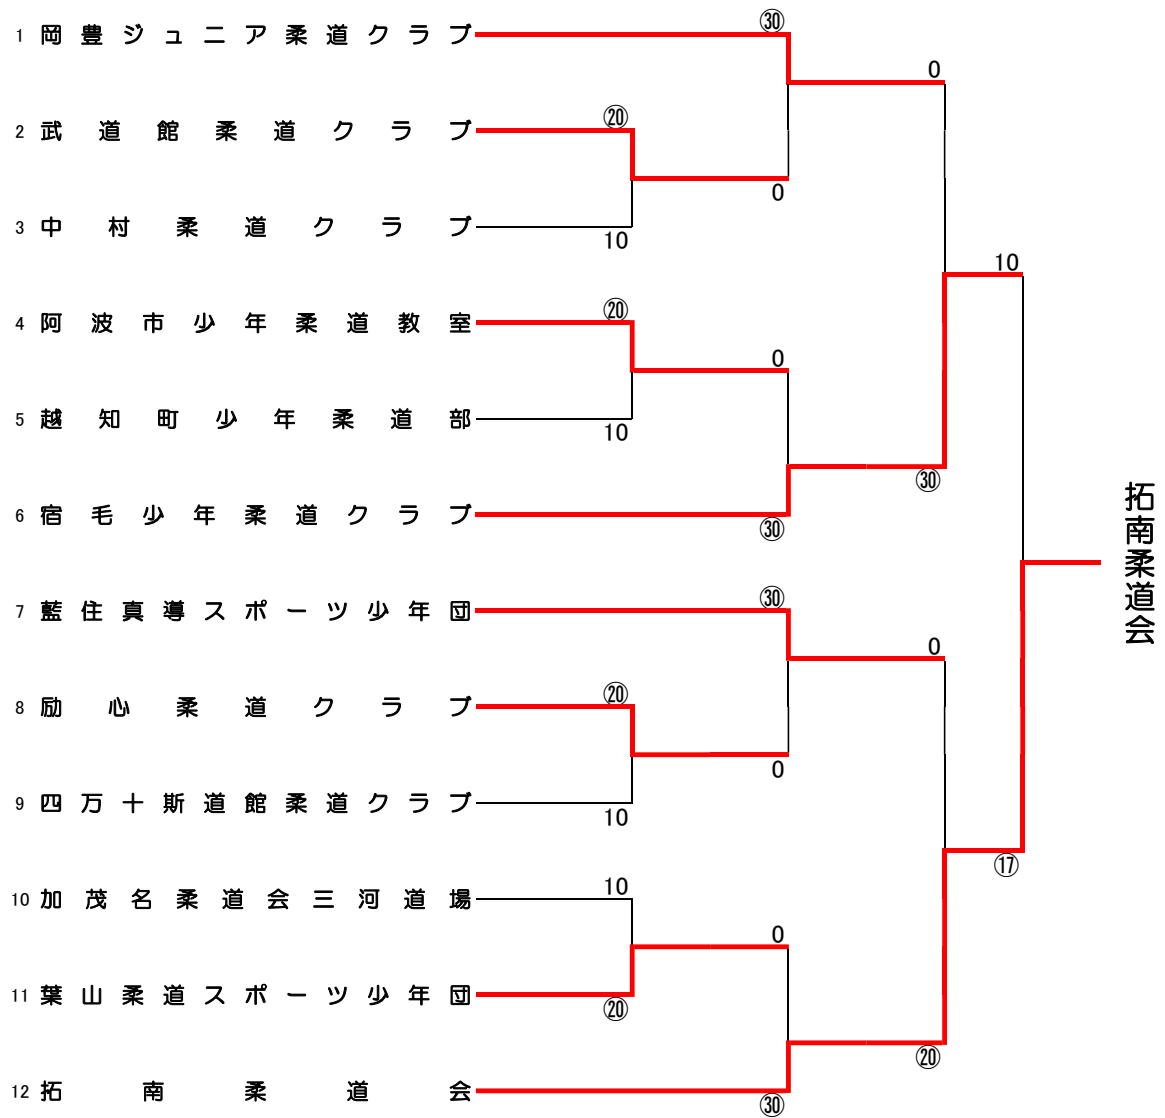 ㉚
1 岡豊ジュニア柔道クラブ
0
⑳
2 武道館柔道クラブ
0
3 中村柔道クラブ
10
10
⑳
4 阿波市少年柔道教室
0
5 越知町少年柔道部
10
㉚
6 宿毛少年柔道クラブ
㉚
拓南柔道会
㉚
7 藍住真導スポーツ少年団
0
⑳
8 励心柔道クラブ
0
9 四万十斯道館柔道クラブ
10
⑰
10
10 加茂名柔道会三河道場
0
11 葉山柔道スポーツ少年団
⑳
⑳
12 拓南柔道会
㉚